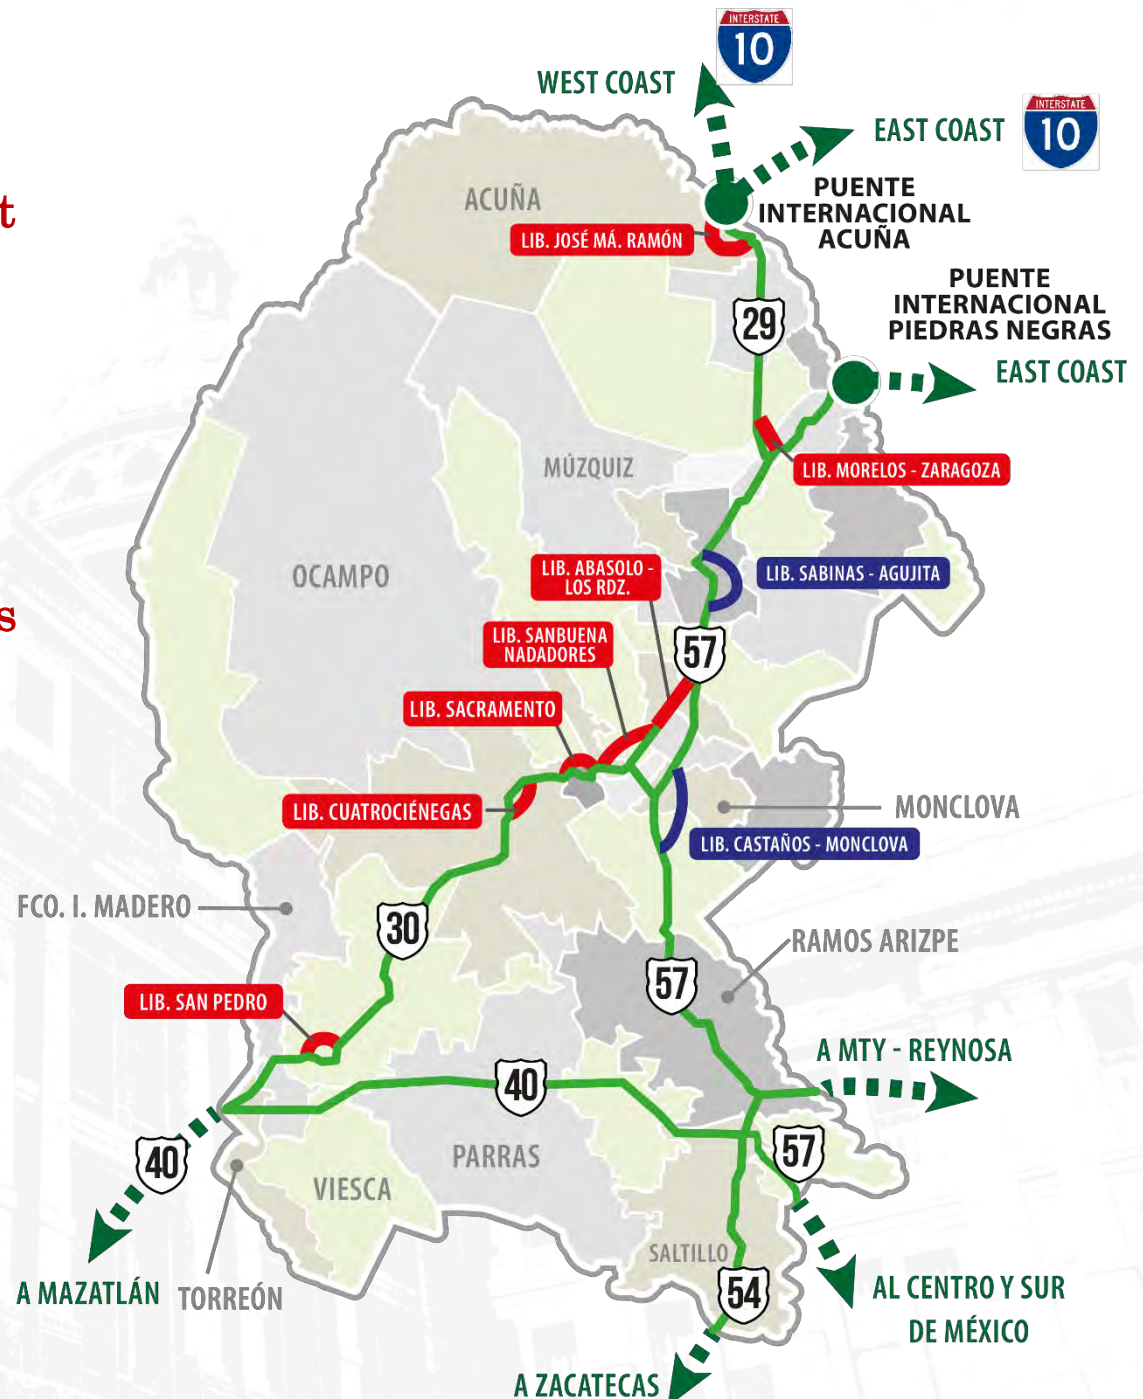 INTERSTATE
10
WEST COAST
INTERSTATE
10
EAST COAST
ACUÑA
PUENTE
INTERNACIONAL
ACUÑA
t
LIB. JOSÉ MÁ. RAMÓN
PUENTE
INTERNACIONAL
PIEDRAS NEGRAS
29
EAST COAST
MÚZQUIZ
LIB. MORELOS - ZARAGOZA
OCAMPO
LIB. ABASOLO -
LOS RDZ.
LIB. SABINAS - AGUJITA
s
LIB. SANBUENA
NADADORES
57
LIB. SACRAMENTO
LIB. CUATROCIÉNEGAS
MONCLOVA
LIB. CASTAÑOS - MONCLOVA
FCO. I. MADERO
30
RAMOS ARIZPE
57
LIB. SAN PEDRO
A MTY - REYNOSA
40
40
PARRAS
57
VIESCA
SALTILLO
A MAZATLÁN
TORREÓN
54
AL CENTRO Y SUR
DE MÉXICO
A ZACATECAS